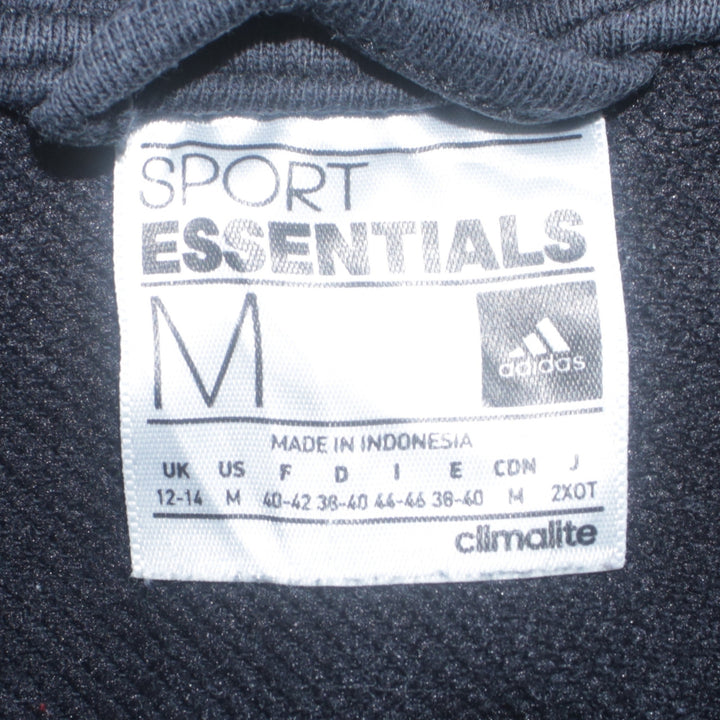 SPORT
ESSENTIALS
M
adidas
MADE IN INDONESIA
UK US F D I E CDN J
12-14 M 40-42 38-40 44-46 38-40 M 2XOT
climalite